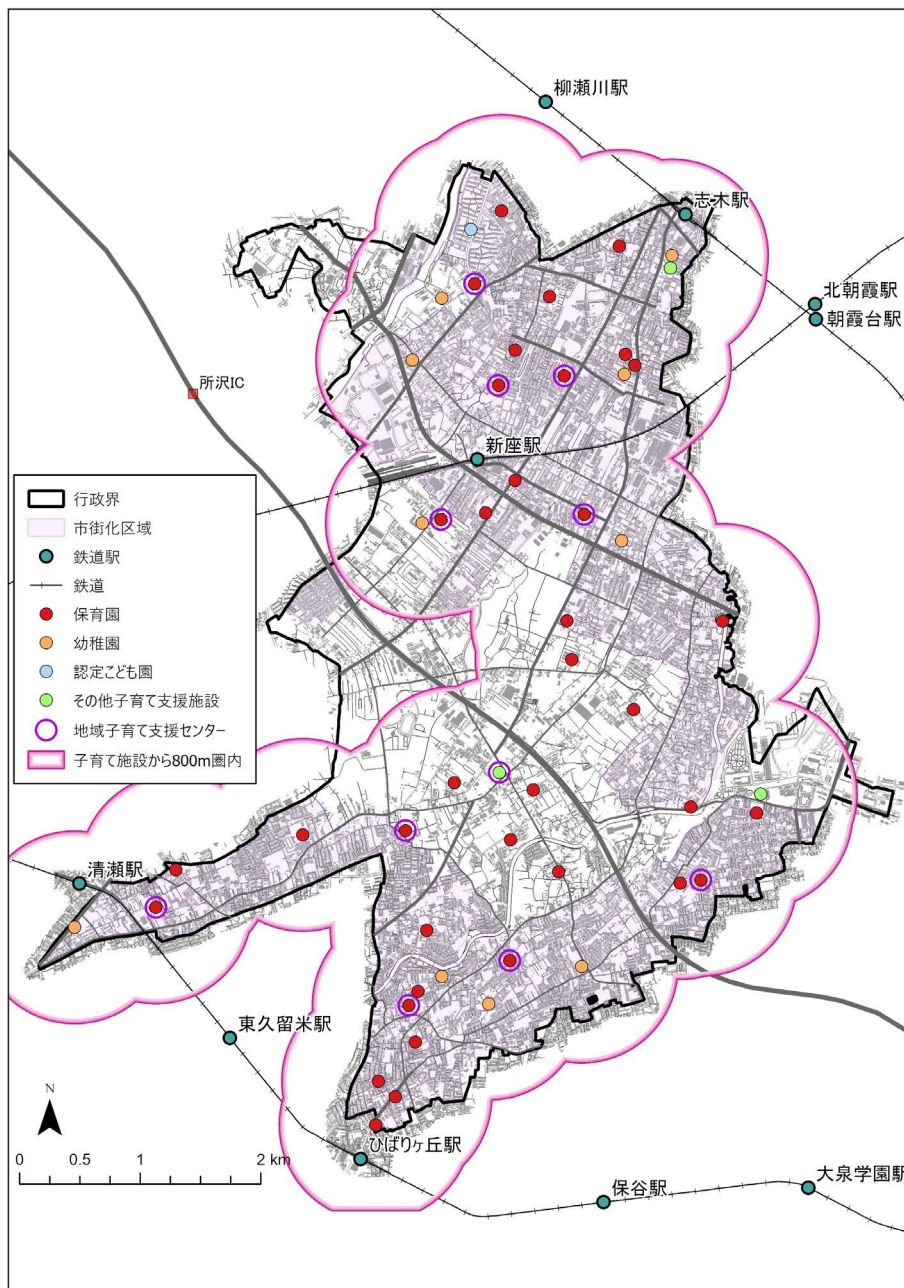 柳瀬川駅
志木駅
北朝霞駅
朝霞台駅
所沢IC
新座駅
行政界
市街化区域
鉄道駅
鉄道
保育園
幼稚園
認定こども園
その他子育て支援施設
地域子育て支援センター
子育て施設から800m圏内
清瀬駅
東久留米駅
N
0 0.5 1 2 km
ひばりヶ丘駅
保谷駅
大泉学園駅